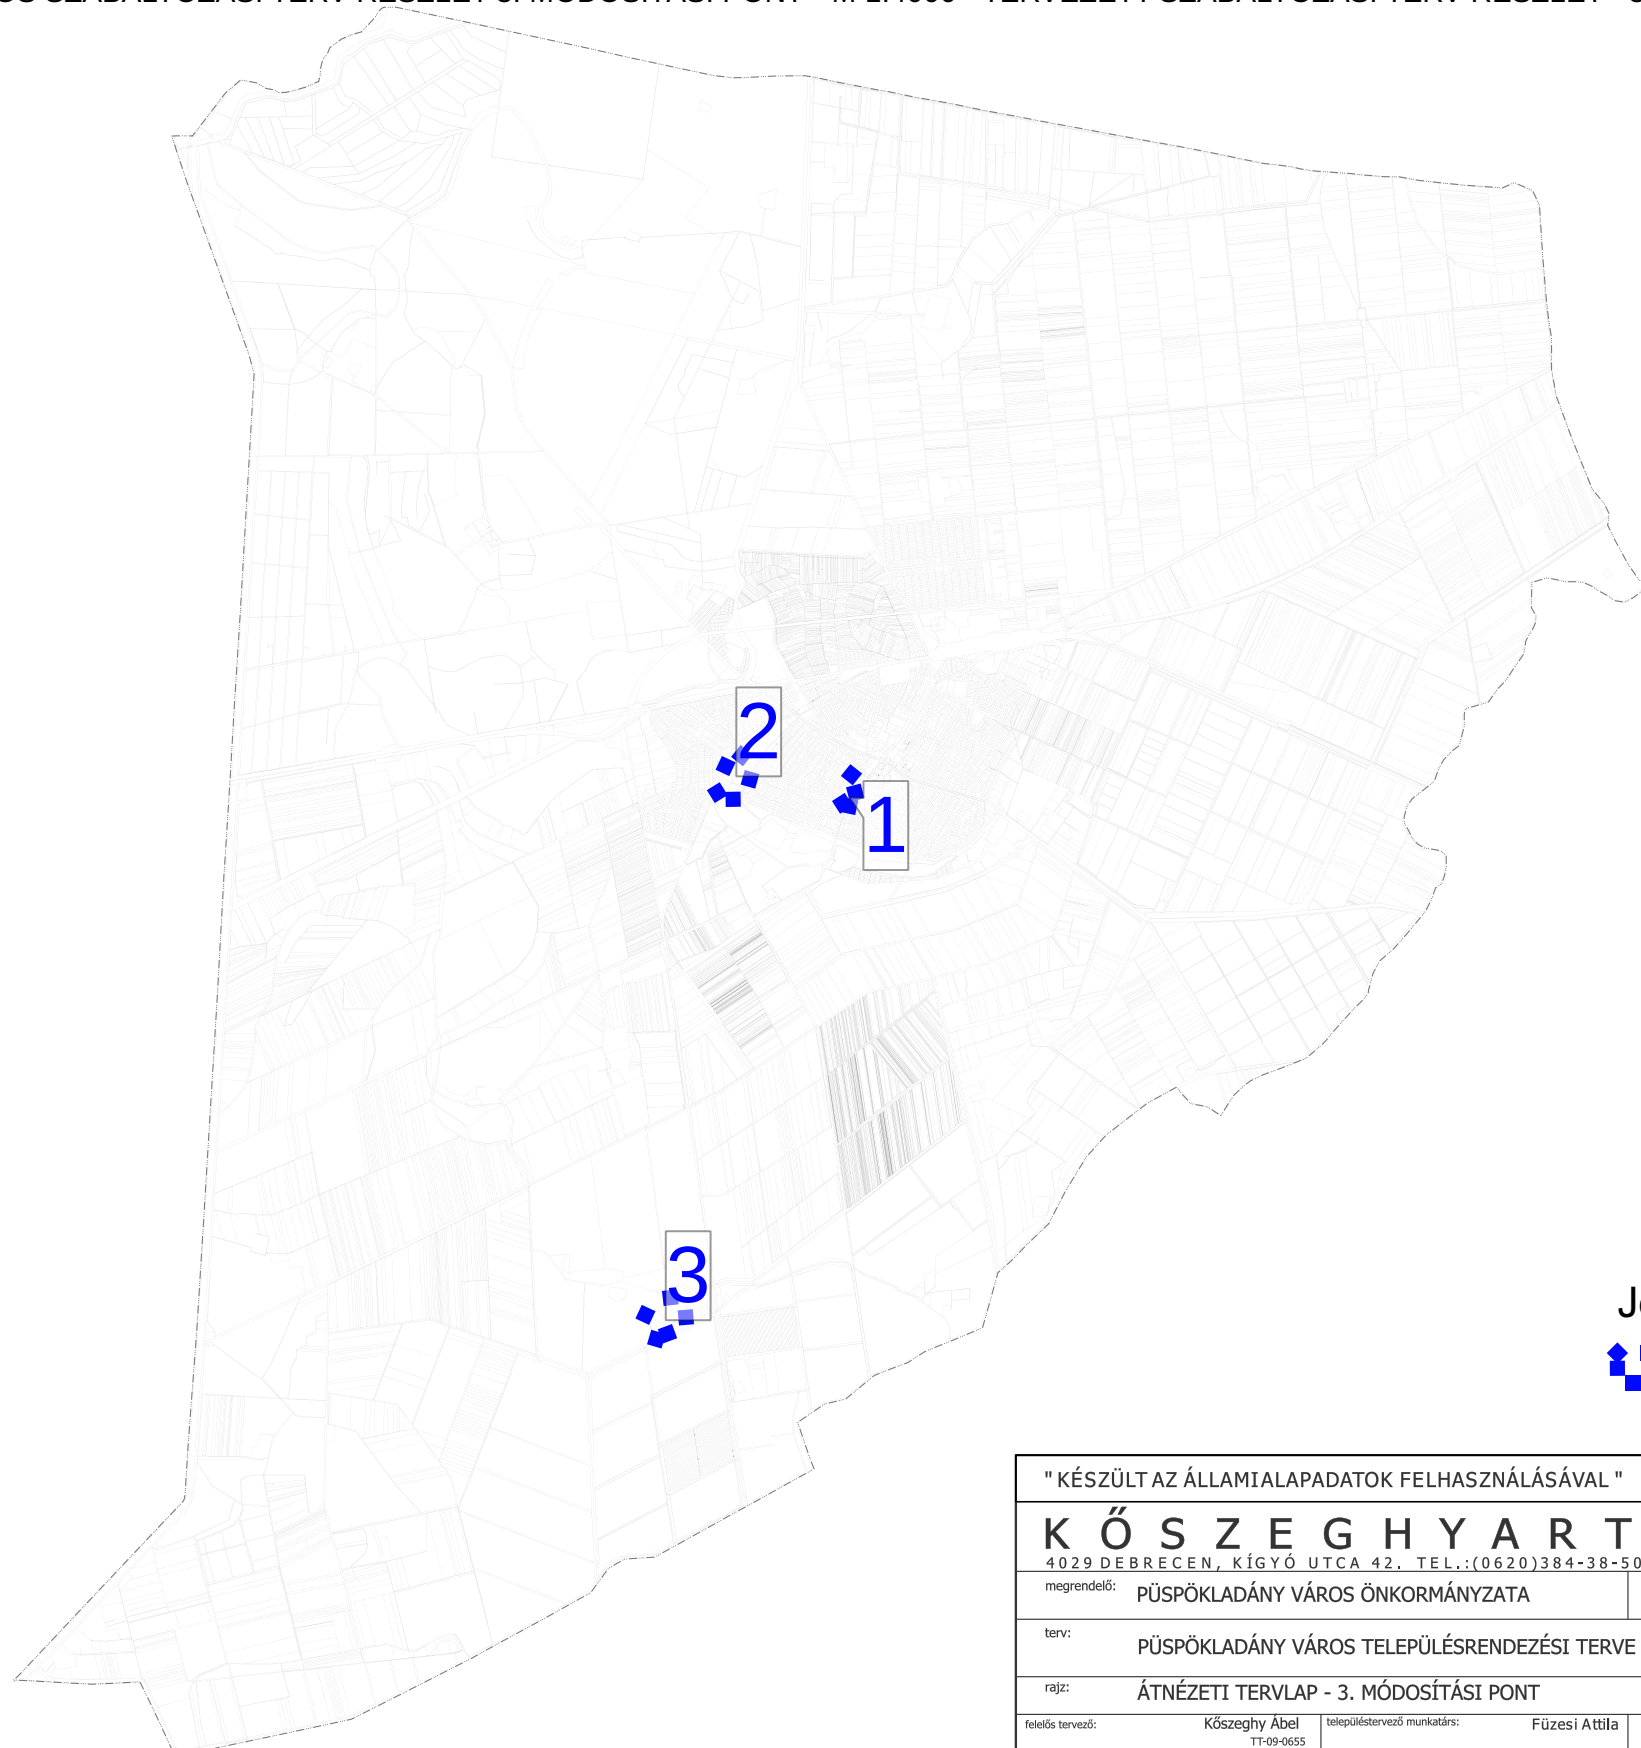 2
1
3
"KÉSZÜLT AZ ÁLLAMI ALAPADATOK FELHASZNÁLÁSÁVAL"
KŐSZEGHYART
4029 DEBRECEN, KÍGYÓ UTCA 42. TEL.:(0620)384-38-50
megrendelő: PÜSPÖKLADÁNY VÁROS ÖNKORMÁNYZATA
terv: PÜSPÖKLADÁNY VÁROS TELEPÜLÉSRENDEZÉSI TERVE
rajz: ÁTNÉZETI TERVLAP - 3. MÓDOSÍTÁSI PONT
felelős tervező: Kőszeghy Ábel településtervező munkatárs: Füzesi Attila
TT-09-0655